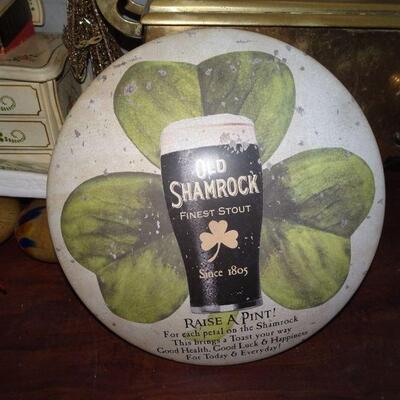 OLD
SHAMROCK
FINEST STOUT
Since 1805
RAISE A PINT!
For each petal on the Shamrock
This brings a Toast your way
Good Health, Good Luck & Happiness
For Today & Everyday!